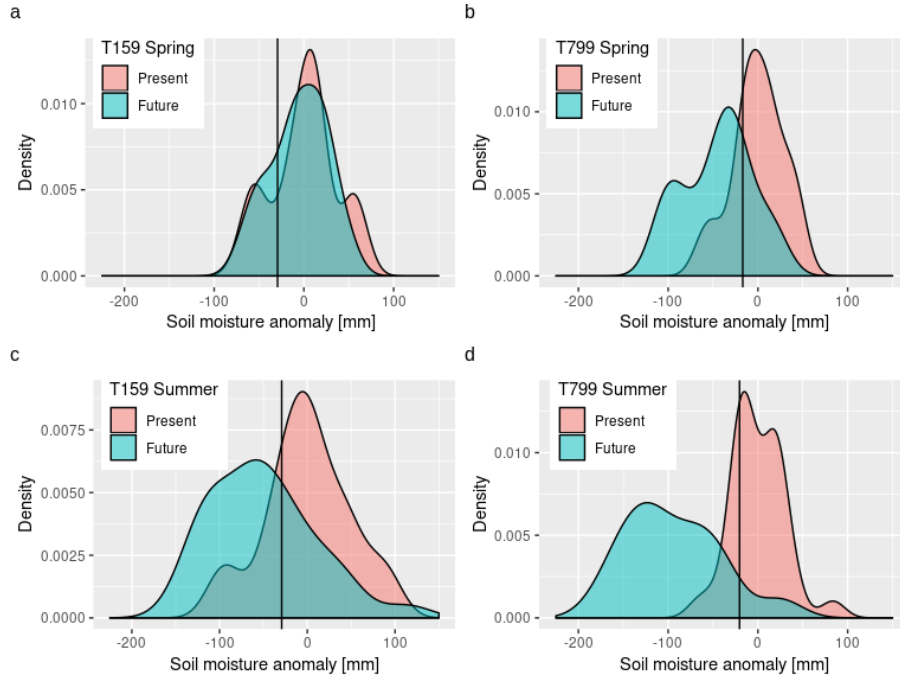 a
T159 Spring
Present
Future
Density
0.010
0.005
0.000
-200
-100
0
100
Soil moisture anomaly [mm]
b
T799 Spring
Present
Future
Density
0.010
0.005
0.000
-200
-100
0
100
Soil moisture anomaly [mm]
c
T159 Summer
Present
Future
Density
0.0075
0.0050
0.0025
0.0000
-200
-100
0
100
Soil moisture anomaly [mm]
d
T799 Summer
Present
Future
Density
0.010
0.005
0.000
-200
-100
0
100
Soil moisture anomaly [mm]